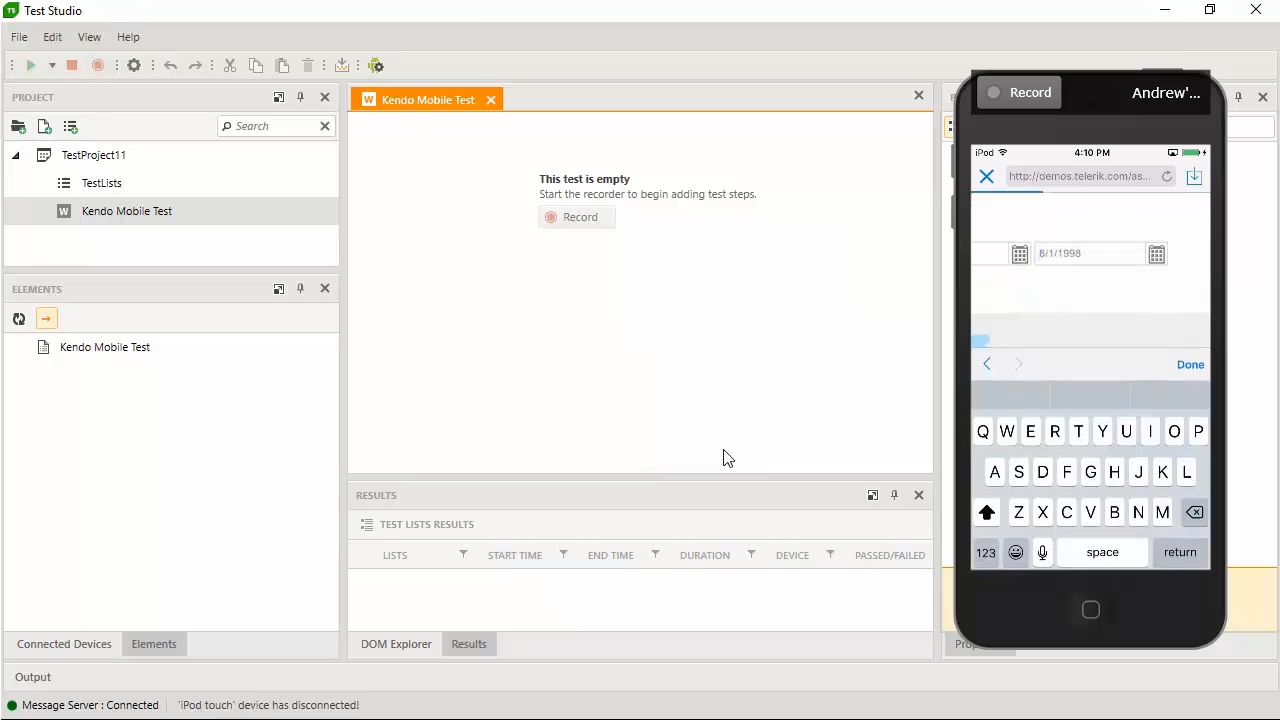 TS Test Studio
File Edit View Help
PROJECT
Search
TestProject11
TestLists
W Kendo Mobile Test
ELEMENTS
Kendo Mobile Test
Connected Devices Elements
W Kendo Mobile Test
This test is empty
Start the recorder to begin adding test steps.
Record
RESULTS
TEST LISTS RESULTS
LISTS START TIME END TIME DURATION DEVICE PASSED/FAILED
DOM Explorer Results
Record Andrew'...
iPod 4:10 PM
http://demos.telerik.com/as...
8/1/1998
Done
Q W E R T Y U I O P
A S D F G H J K L
Z X C V B N M
123 space return
Output
Message Server : Connected 'iPod touch' device has disconnected!